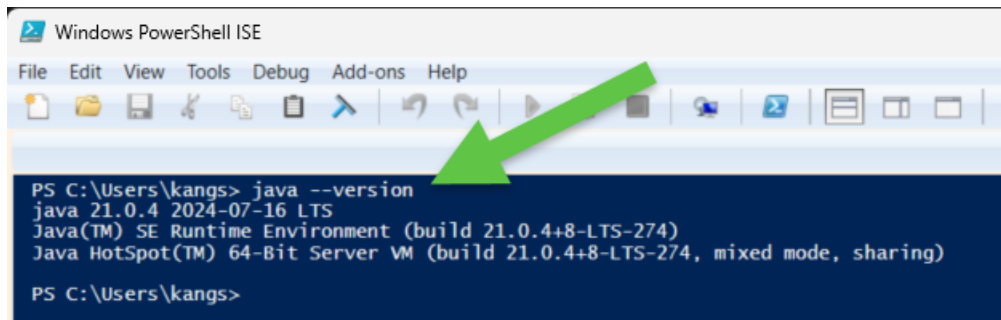 Windows PowerShell ISE
File Edit View Tools Debug Add-ons Help
PS C:\Users\kangs> java --version
java 21.0.4 2024-07-16 LTS
Java(TM) SE Runtime Environment (build 21.0.4+8-LTS-274)
Java HotSpot(TM) 64-Bit Server VM (build 21.0.4+8-LTS-274, mixed mode, sharing)
PS C:\Users\kangs>